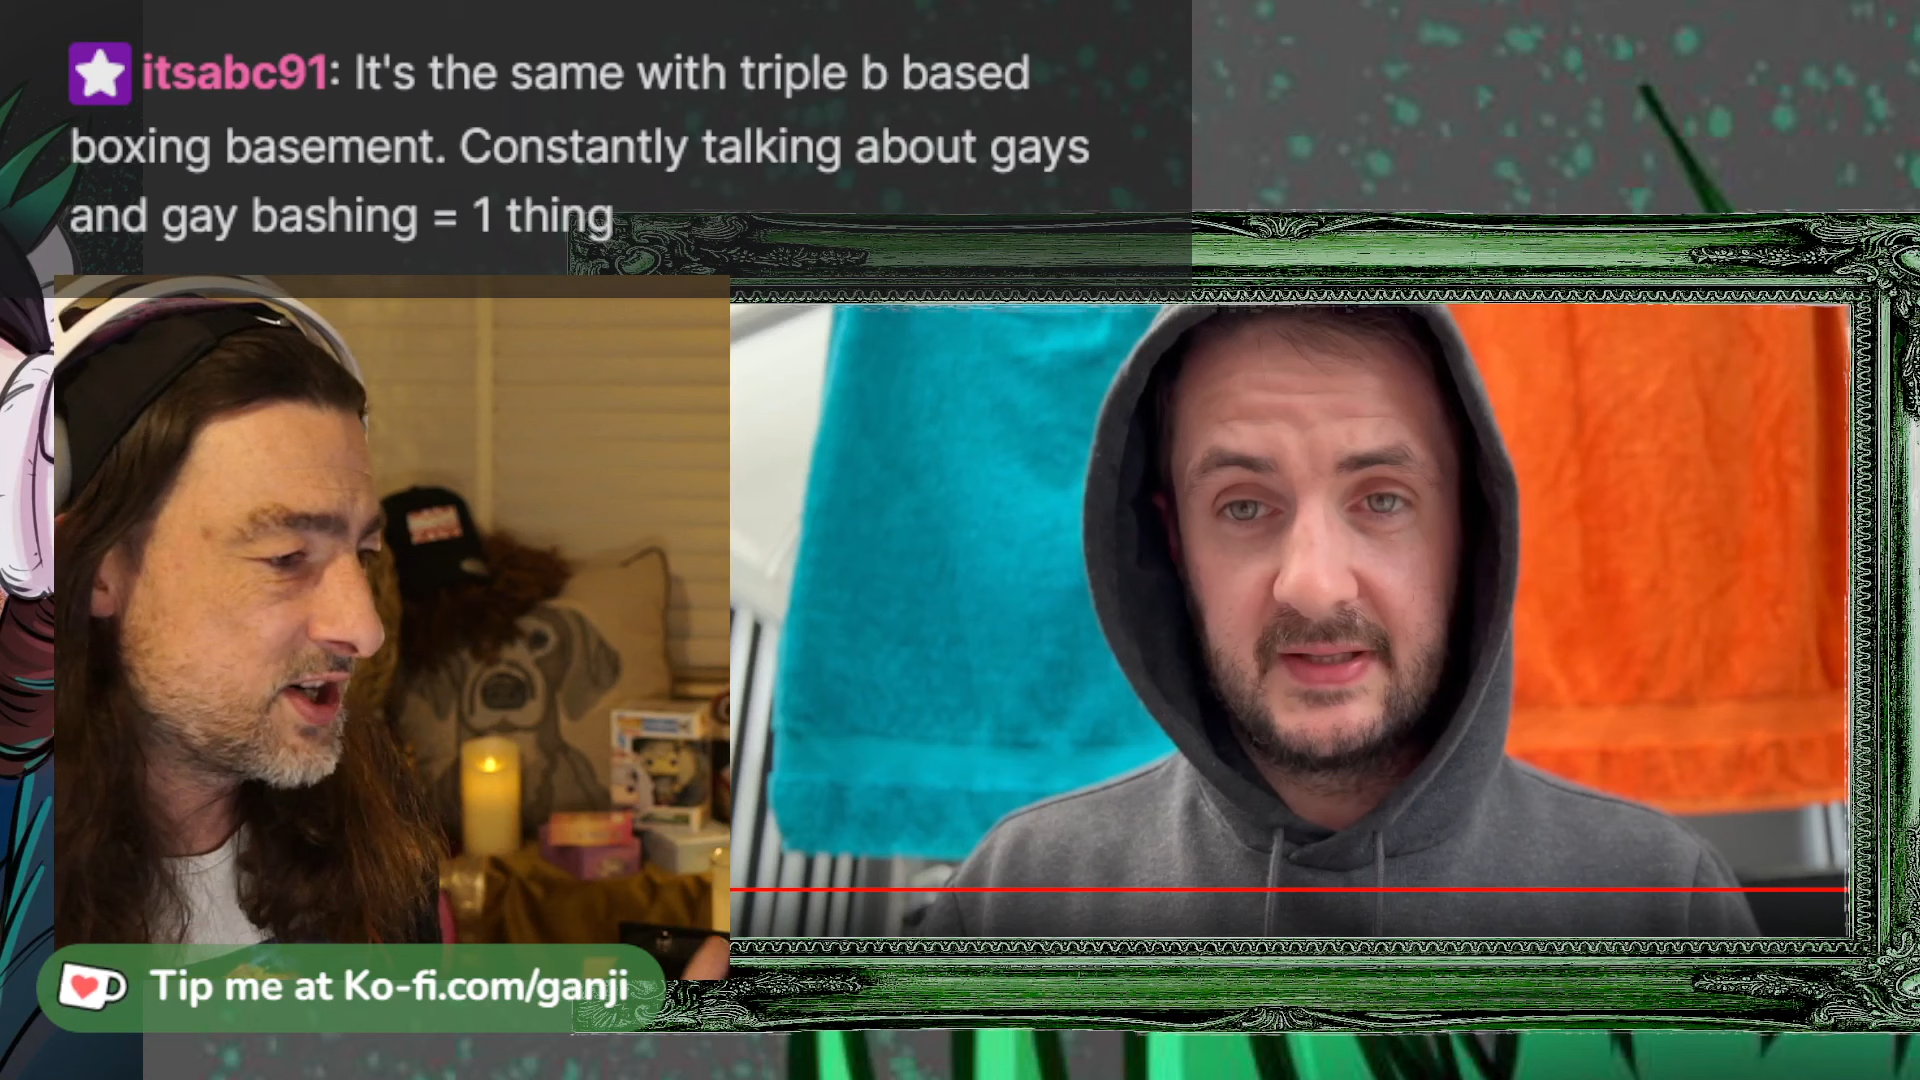 itsabc91: It's the same with triple b based
boxing basement. Constantly talking about gays
and gay bashing = 1 thing
Tip me at Ko-fi.com/ganji